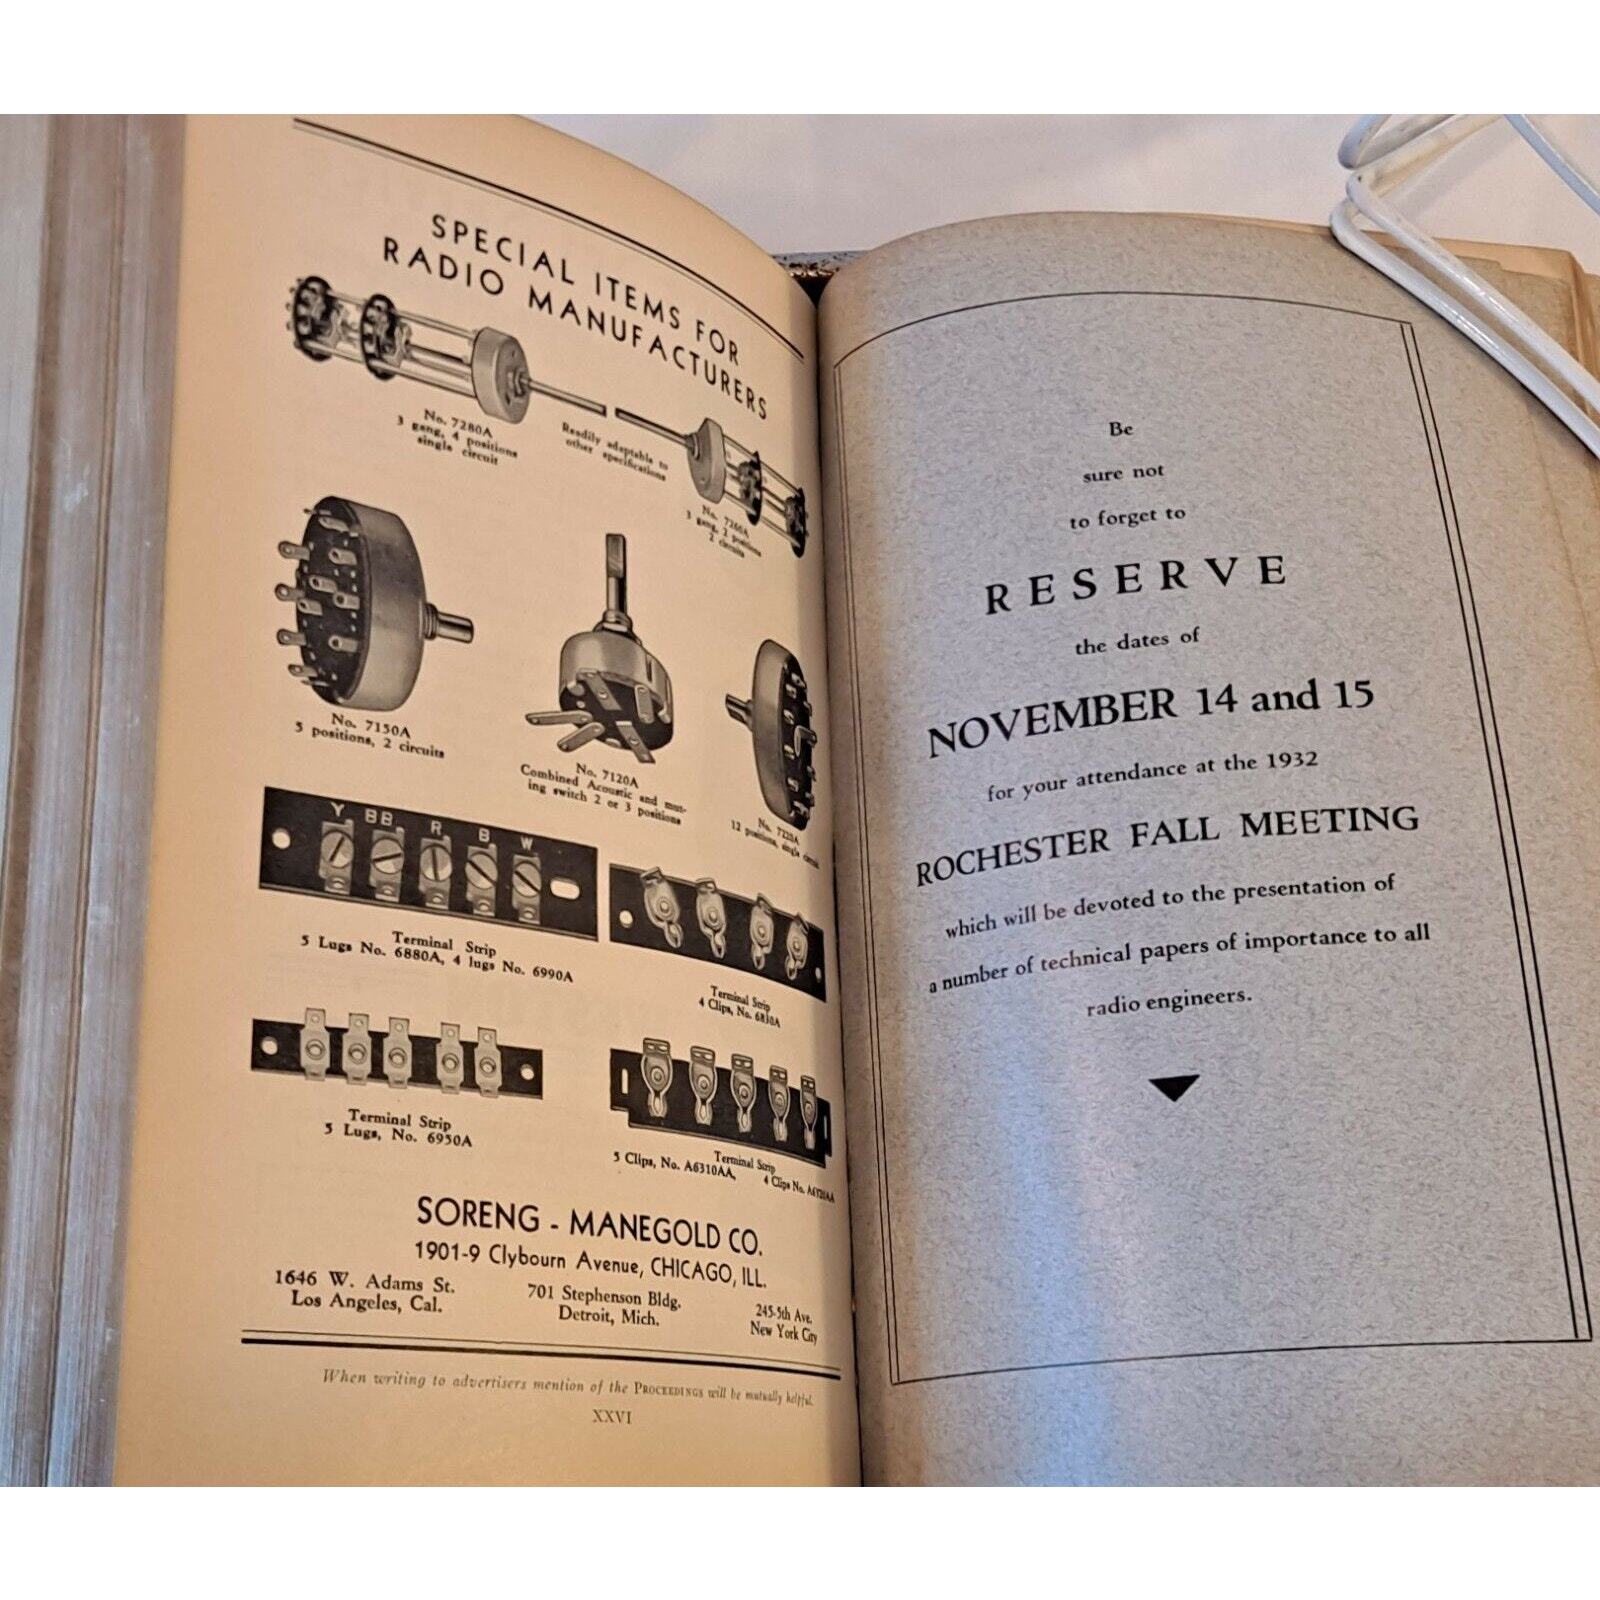 SPECIAL ITEMS FOR
RADIO MANUFACTURERS
No. 7280A
3 gang, 4 positions
single circuit
Readily adaptable to
other specifications
No. 7260A
3 gang, 2 positions
2 circuits
No. 7150A
5 positions, 2 circuits
No. 7120A
Combined Acoustic and mut-
ing switch 2 or 3 positions
No. 7220A
12 positions, single circuit
Y BB R B W
Terminal Strip
5 Lugs No. 6880A, 4 lugs No. 6990A
Terminal Strip
4 Clips, No. 6830A
Terminal Strip
5 Lugs, No. 6950A
Terminal Strip
5 Clips, No. A6310AA,
4 Clips No.
SORENG - MANEGOLD CO.
1901-9 Clybourn Avenue, CHICAGO, ILL.
1646 W. Adams St.
Los Angeles, Cal.
701 Stephenson Bldg.
Detroit, Mich.
245-5th Ave.
New York City
When writing to advertisers mention of the PROCEEDINGS will be mutually helpful.
XXVI
Be
sure not
to forget to
RESERVE
the dates of
NOVEMBER 14 and 15
for your attendance at the 1932
ROCHESTER FALL MEETING
which will be devoted to the presentation of
a number of technical papers of importance to all
radio engineers.